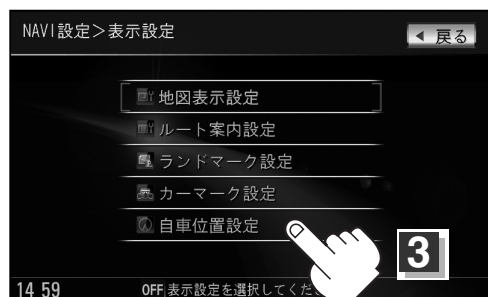 NAVI設定＞表示設定
◀ 戻る
地図表示設定
ルート案内設定
ランドマーク設定
カーマーク設定
自車位置設定
3
14 59 OFF 表示設定を選択してくだ